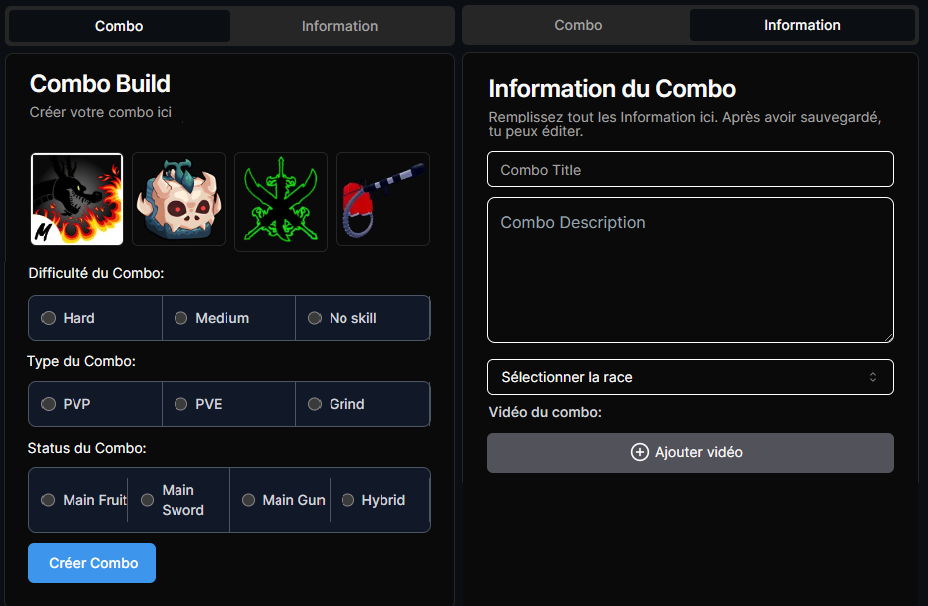 Combo
Information
Combo Build
Créer votre combo ici
M
Difficulté du Combo:
Hard
Medium
No skill
Type du Combo:
PVP
PVE
Grind
Status du Combo:
Main Fruit
Main
Sword
Main Gun
Hybrid
Créer Combo
Combo
Information
Information du Combo
Remplissez tout les Information ici. Après avoir sauvegardé,
tu peux éditer.
Combo Title
Combo Description
Sélectionner la race
Vidéo du combo:
Ajouter vidéo